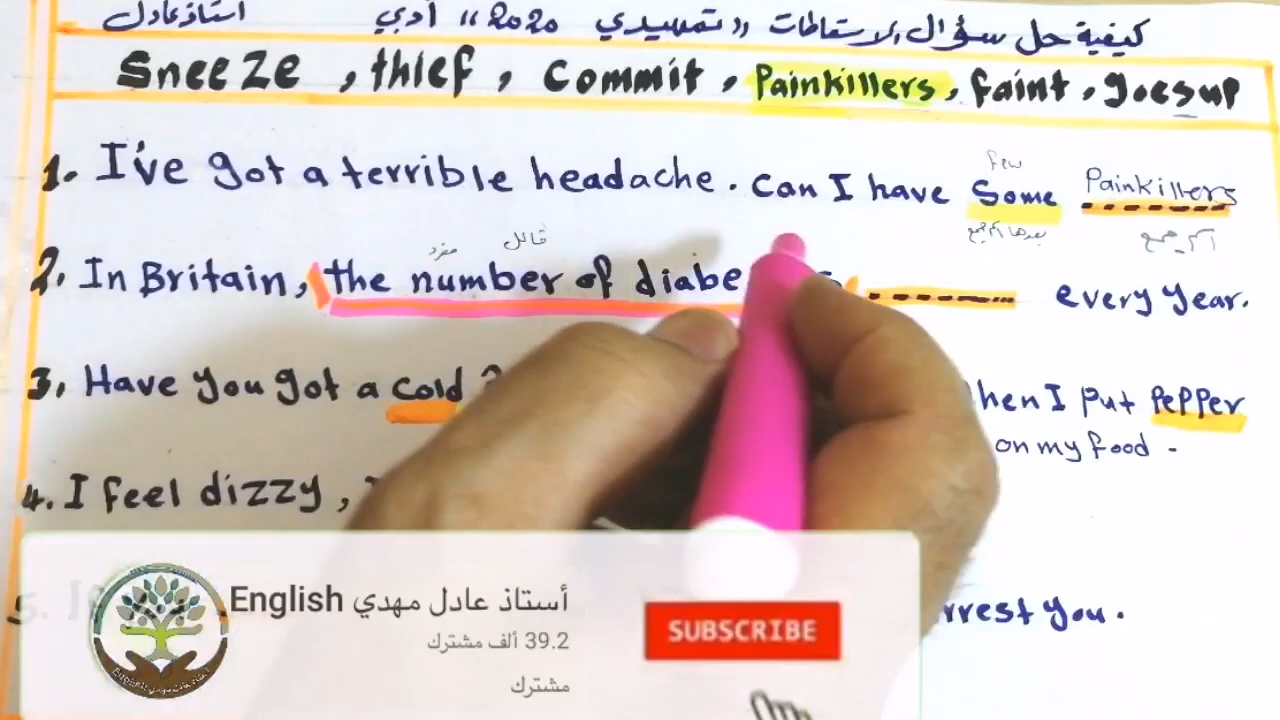 كيفية حل سؤال الاسقاطات "تمهيدي 2020" أدبي استاذ عادل
Sneeze, thief, Commit, Painkillers, faint, goes up
few
1. I've got a terrible headache. Can I have Some Painkillers
بعدها اسم جمع اسم جمع
مفرد فاعل
2. In Britain, the number of diabe ---------- every year.
3. Have you got a cold ? hen I put Pepper
on my food -
4. I feel dizzy,
5. rrest you.
أستاذ عادل مهدي English
39.2 ألف مشترك
مشترك
SUBSCRIBE